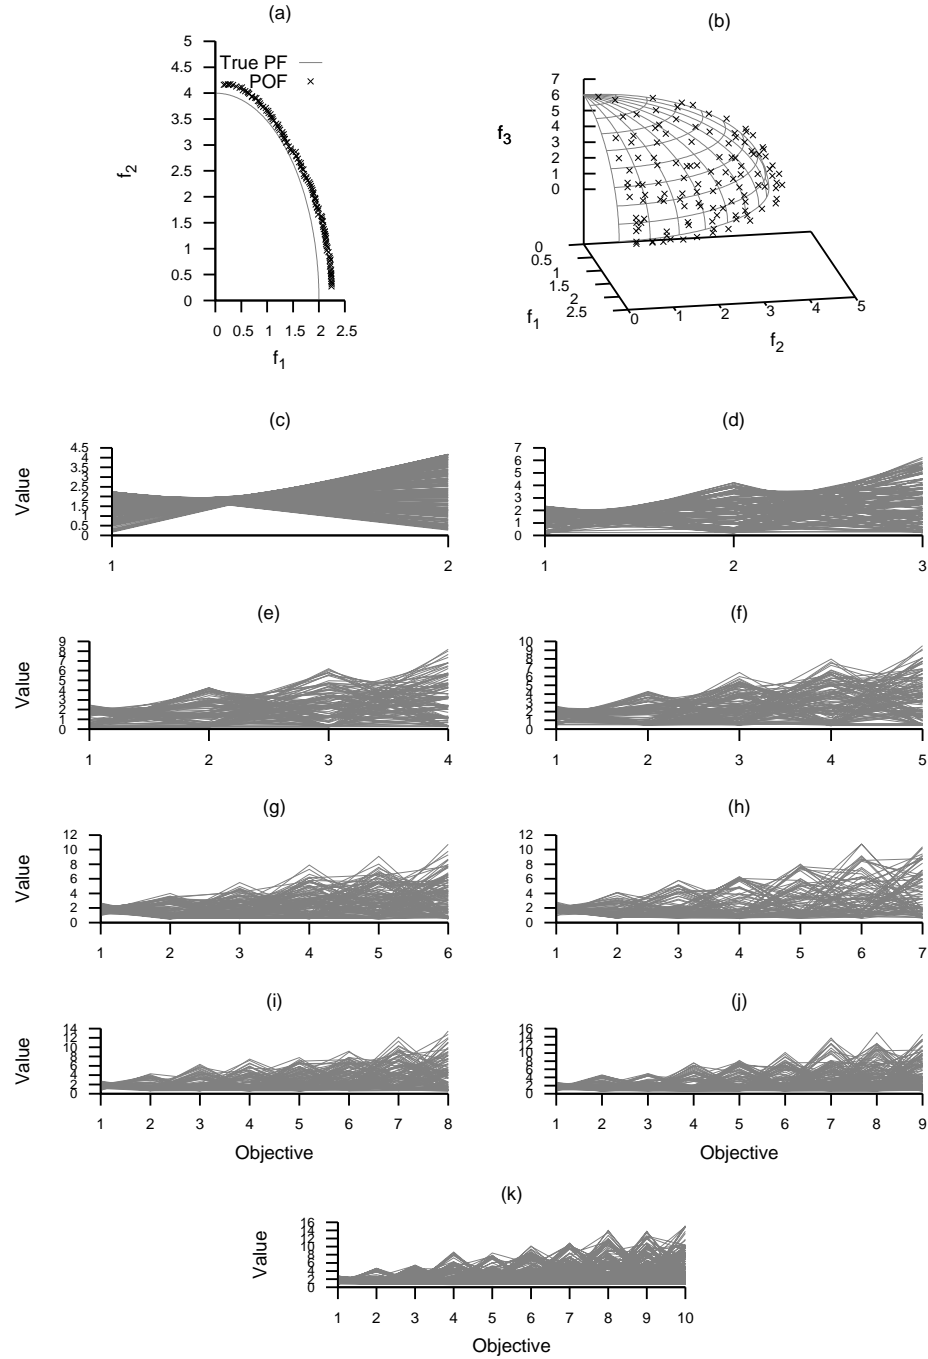 (a)
5
4.5
4
3.5
3
2.5
2
1.5
1
0.5
0
f2
True PF
POF
0 0.5 1 1.5 2 2.5
f1
(b)
7
6
5
4
3
2
1
0
f3
0
0.5
1
1.5
2
2.5
f1
0 1 2 3 4 5
f2
(c)
Value
4.5
4
3.5
3
2.5
2
1.5
1
0.5
0
1 2
(d)
7
6
5
4
3
2
1
0
1 2 3
(e)
Value
9
8
7
6
5
4
3
2
1
0
1 2 3 4
(f)
10
9
8
7
6
5
4
3
2
1
0
1 2 3 4 5
(g)
Value
12
10
8
6
4
2
0
1 2 3 4 5 6
(h)
12
10
8
6
4
2
0
1 2 3 4 5 6 7
(i)
Value
14
12
10
8
6
4
2
0
1 2 3 4 5 6 7 8
Objective
(j)
16
14
12
10
8
6
4
2
0
1 2 3 4 5 6 7 8 9
Objective
(k)
Value
16
14
12
10
8
6
4
2
0
1 2 3 4 5 6 7 8 9 10
Objective